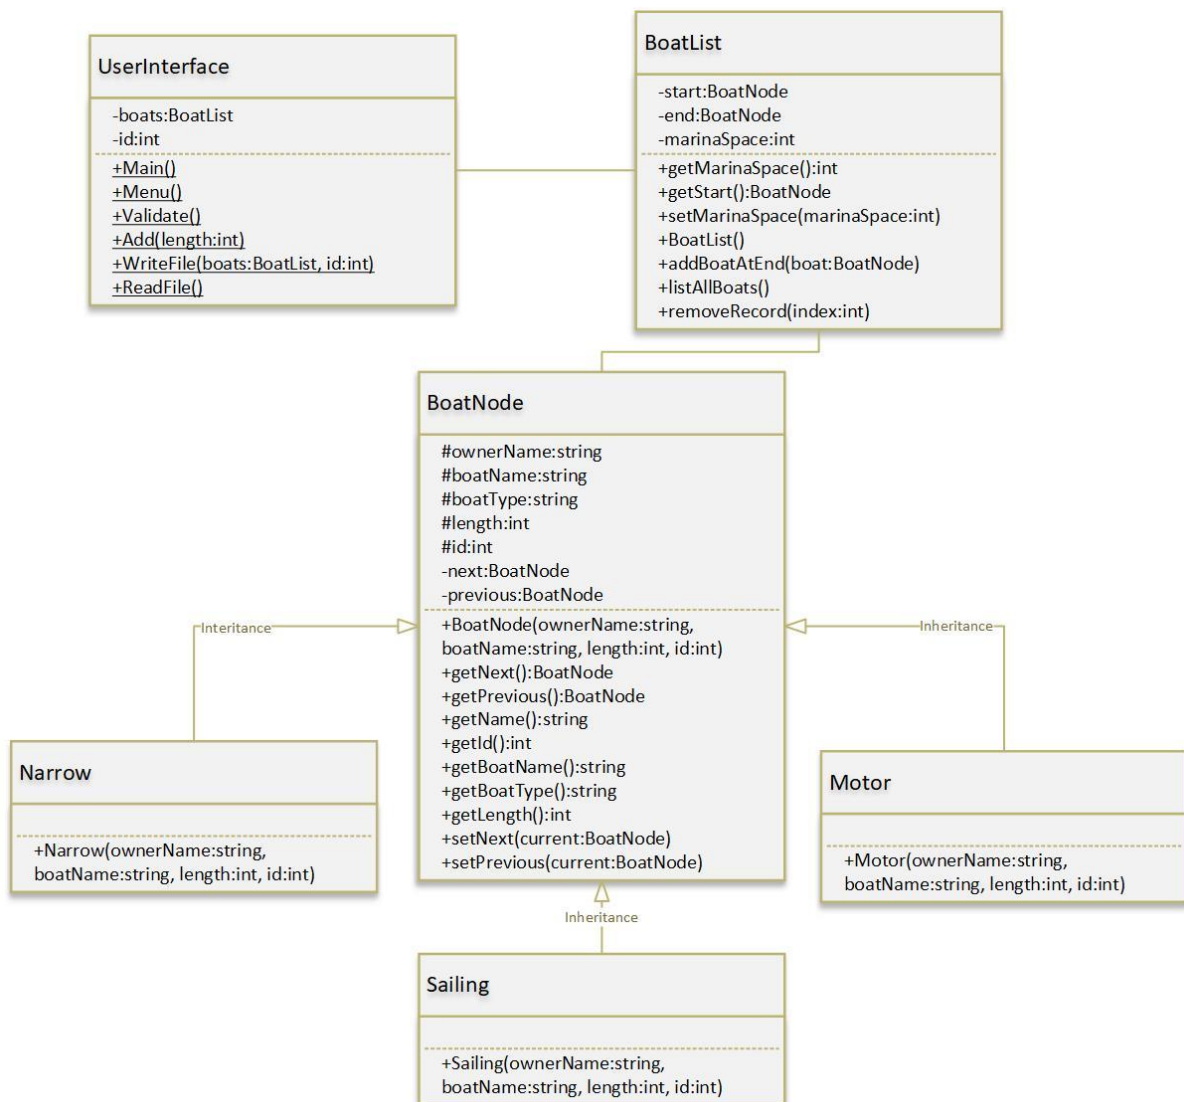 UserInterface
-boats:BoatList
-id:int
+Main()
+Menu()
+Validate()
+Add(length:int)
+WriteFile(boats:BoatList, id:int)
+ReadFile()
BoatList
-start:BoatNode
-end:BoatNode
-marinaSpace:int
+getMarinaSpace():int
+getStart():BoatNode
+setMarinaSpace(marinaSpace:int)
+BoatList()
+addBoatAtEnd(boat:BoatNode)
+listAllBoats()
+removeRecord(index:int)
BoatNode
#ownerName:string
#boatName:string
#boatType:string
#length:int
#id:int
-next:BoatNode
-previous:BoatNode
+BoatNode(ownerName:string,
boatName:string, length:int, id:int)
+getNext():BoatNode
+getPrevious():BoatNode
+getName():string
+getId():int
+getBoatName():string
+getBoatType():string
+getLength():int
+setNext(current:BoatNode)
+setPrevious(current:BoatNode)
Interitance
Inheritance
Narrow
+Narrow(ownerName:string,
boatName:string, length:int, id:int)
Motor
+Motor(ownerName:string,
boatName:string, length:int, id:int)
Inheritance
Sailing
+Sailing(ownerName:string,
boatName:string, length:int, id:int)